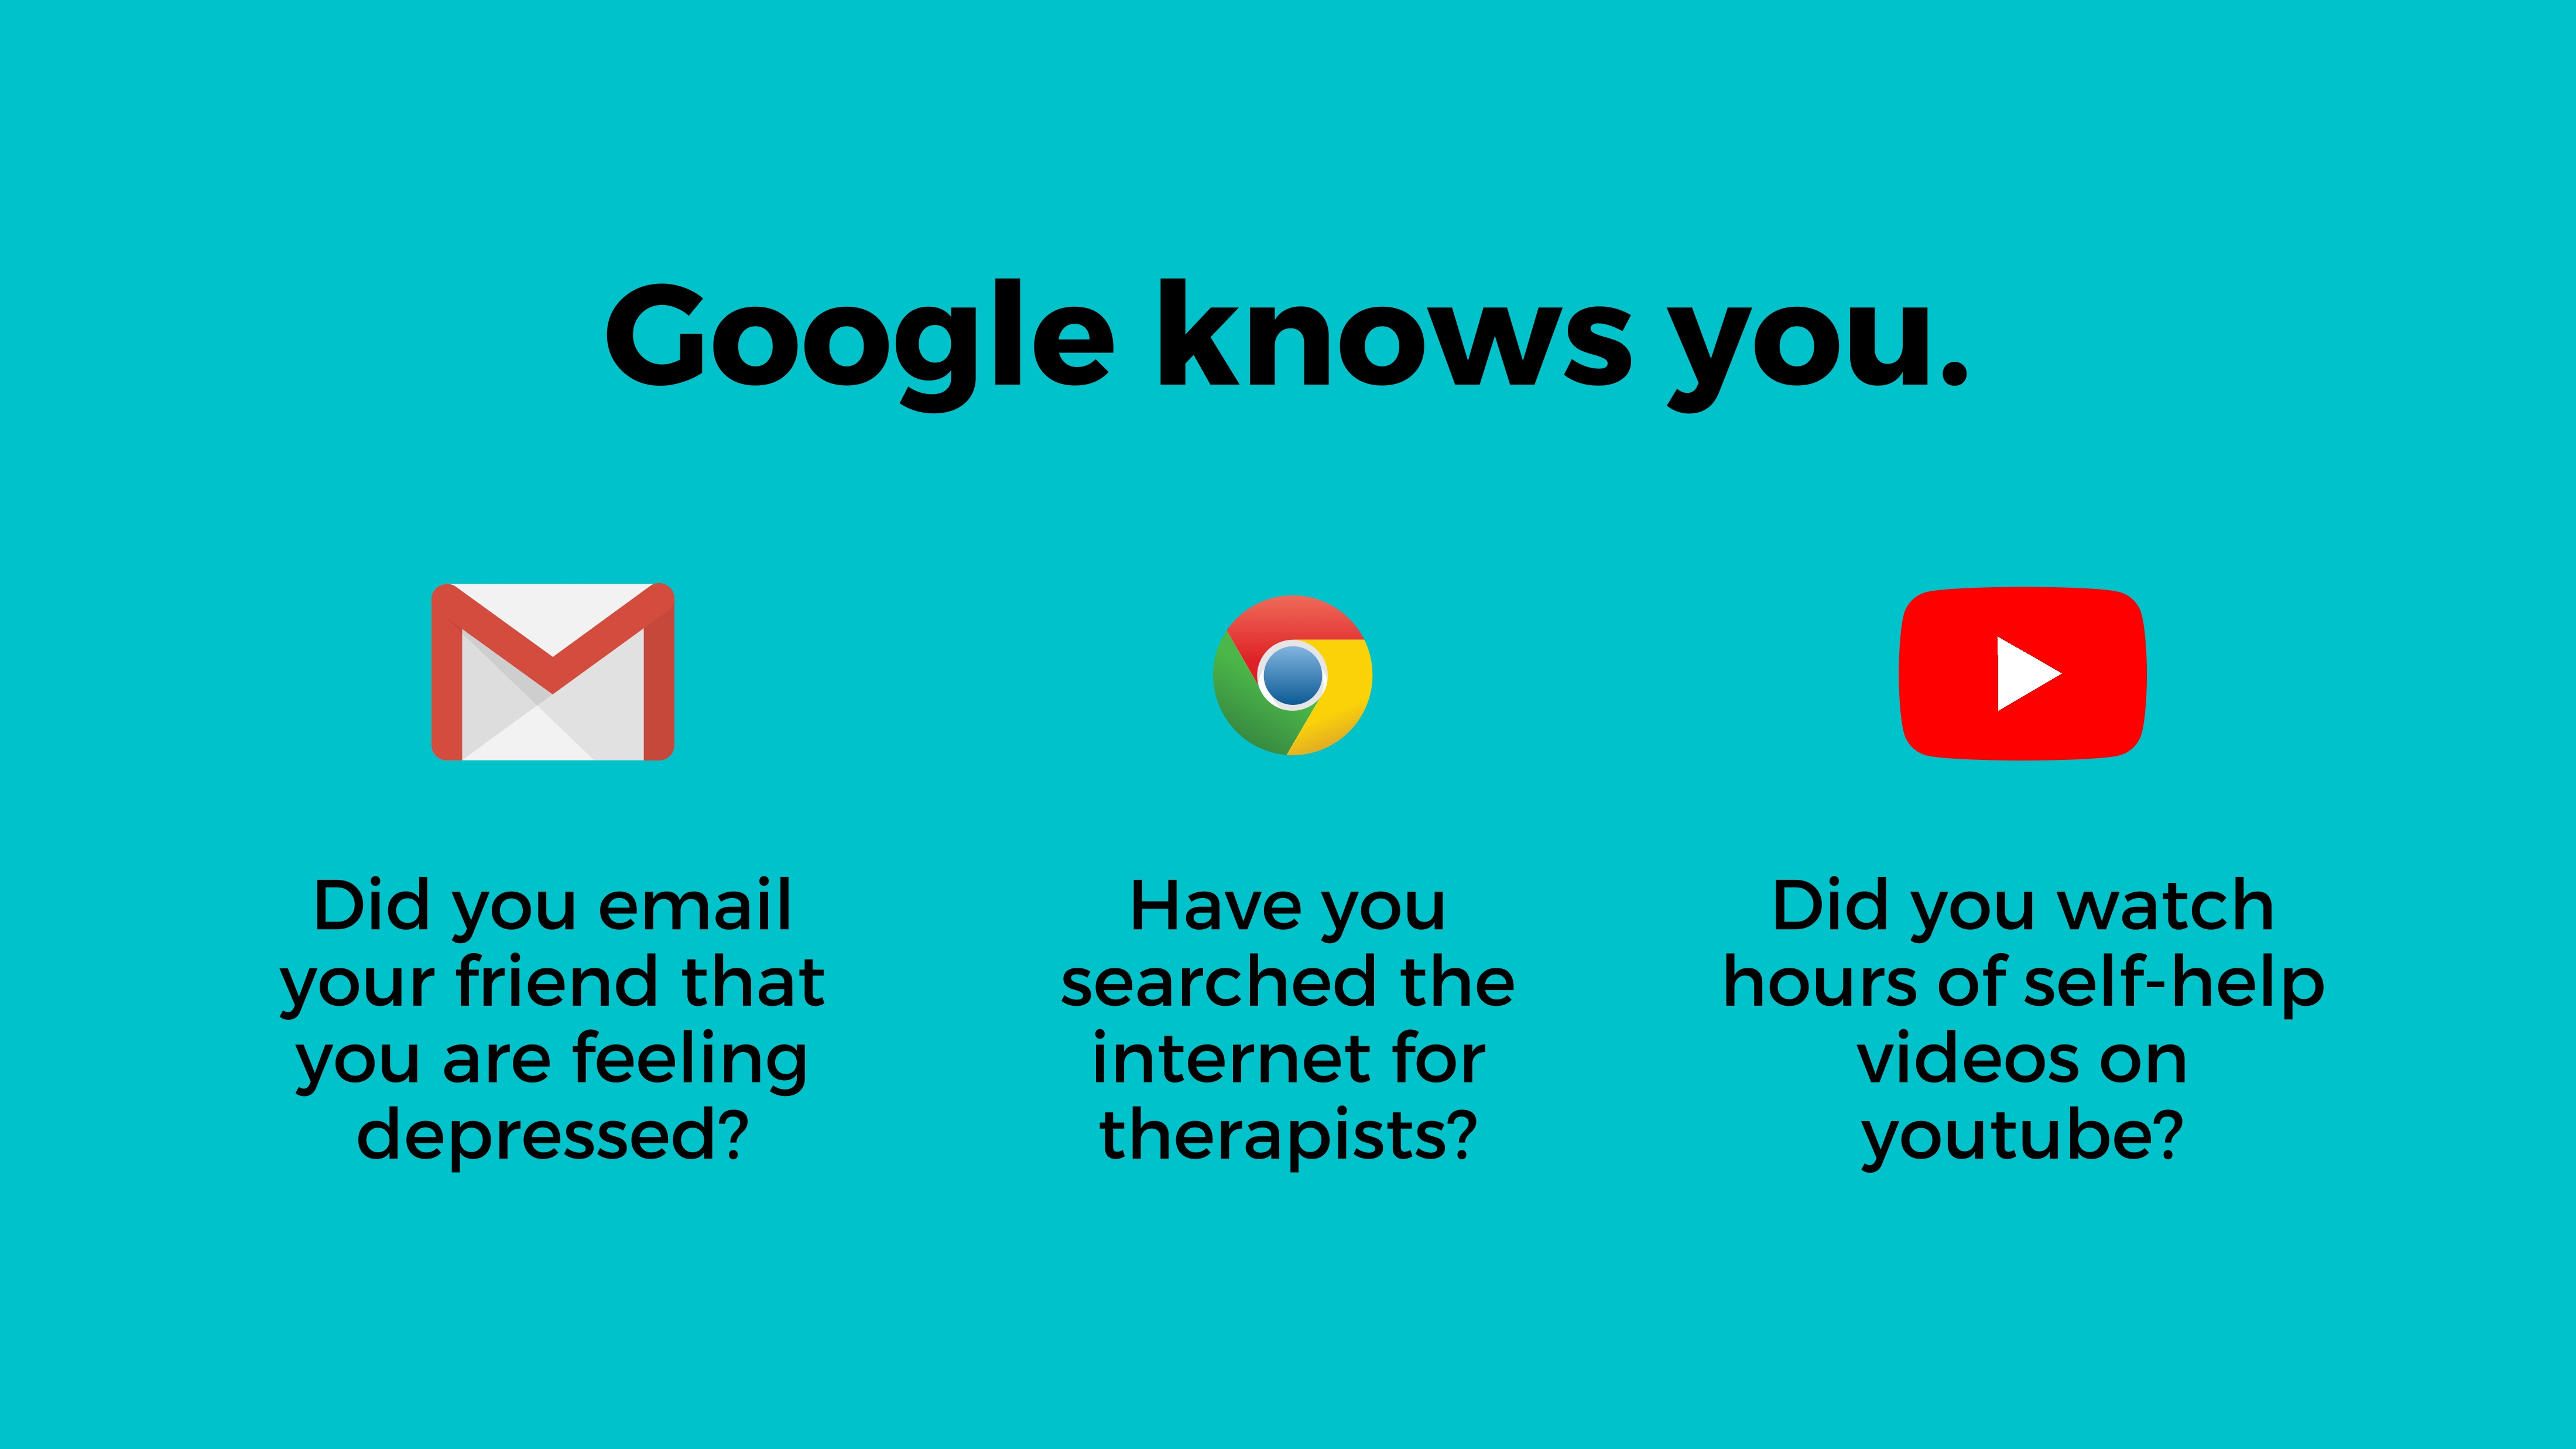 Google knows you.
Did you email
your friend that
you are feeling
depressed?
Have you
searched the
internet for
therapists?
Did you watch
hours of self-help
videos on
youtube?